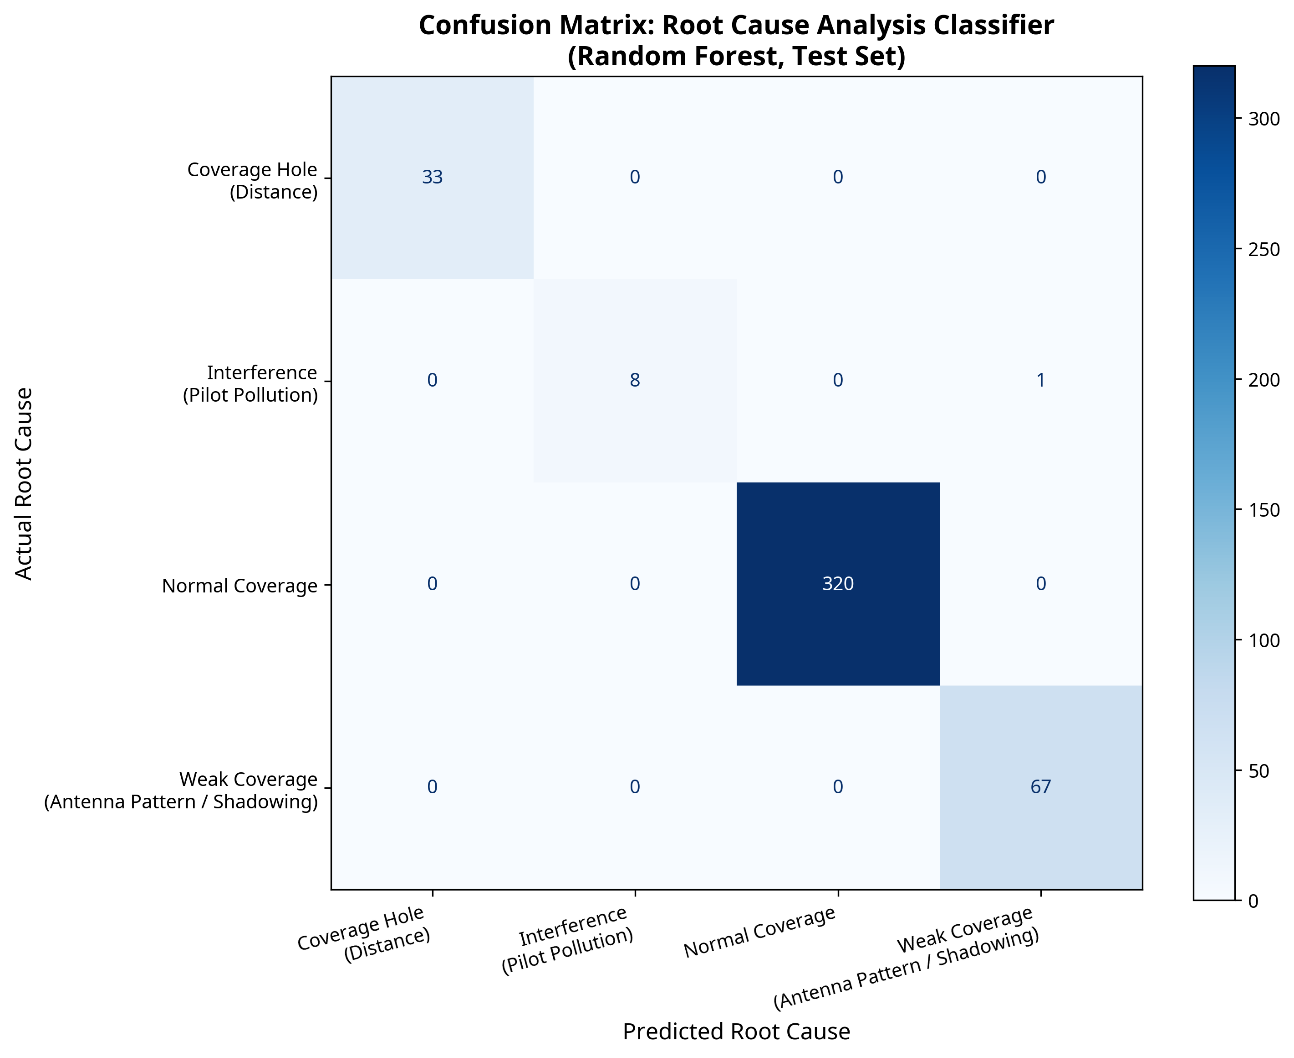 Confusion Matrix: Root Cause Analysis Classifier
(Random Forest, Test Set)
Actual Root Cause
Coverage Hole
(Distance)
33 0 0 0
Interference
(Pilot Pollution)
0 8 0 1
Normal Coverage
0 0 320 0
Weak Coverage
(Antenna Pattern / Shadowing)
0 0 0 67
Coverage Hole
(Distance)
Interference
(Pilot Pollution)
Normal Coverage
Weak Coverage
(Antenna Pattern / Shadowing)
Predicted Root Cause
300
250
200
150
100
50
0